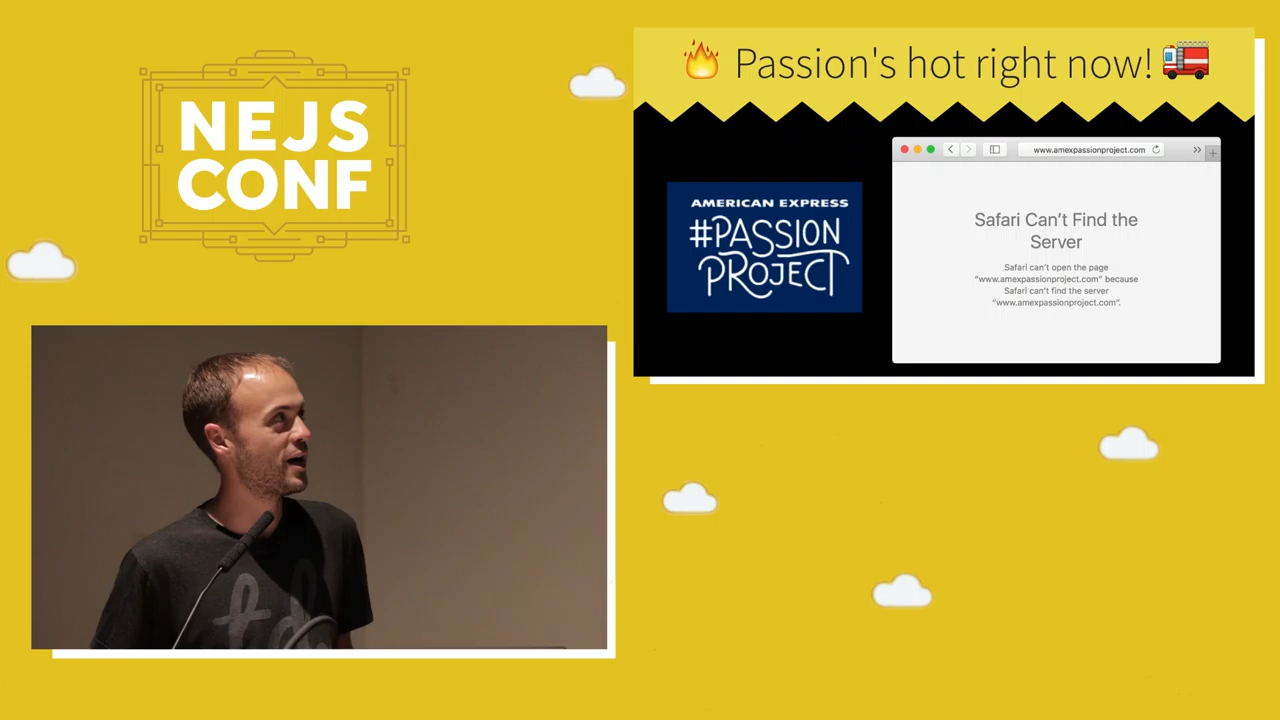 NEJS
CONF
🔥 Passion's hot right now! 🚒
AMERICAN EXPRESS
#PASSION
PROJECT
www.amexpassionproject.com
Safari Can't Find the
Server
Safari can't open the page
"www.amexpassionproject.com" because
Safari can't find the server
"www.amexpassionproject.com".